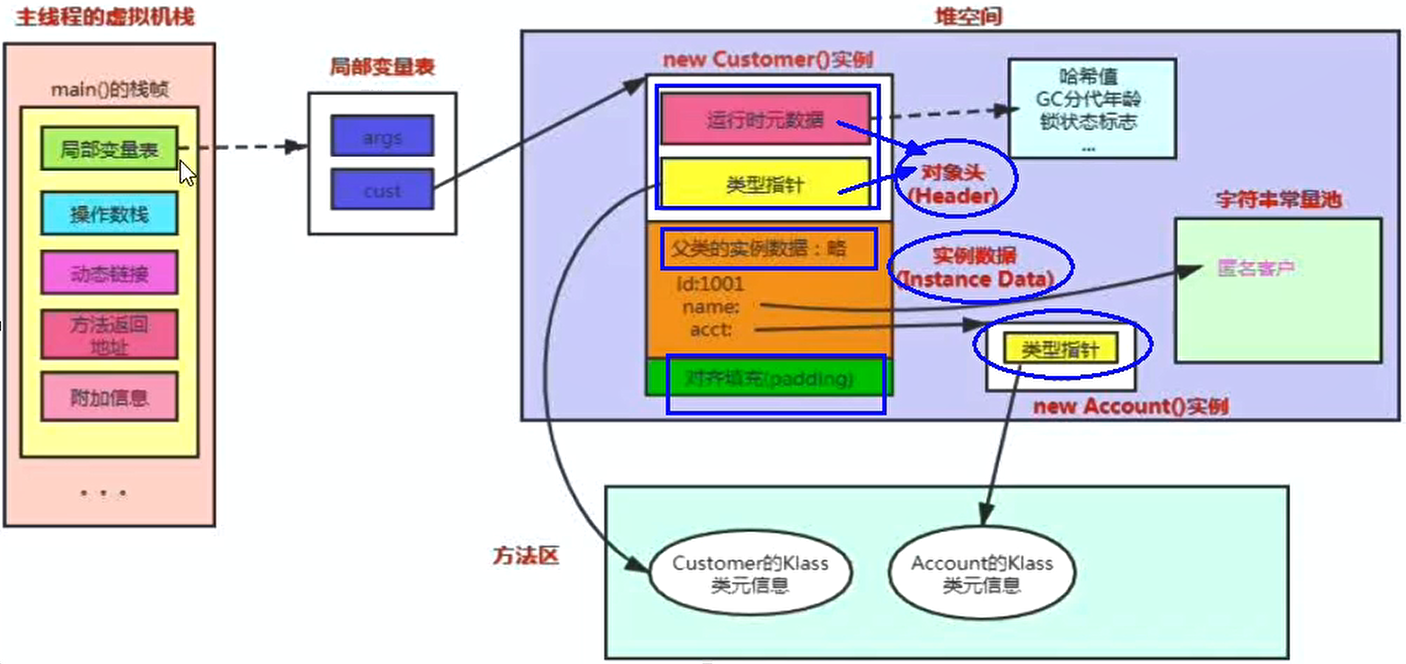 主线程的虚拟机栈
main()的栈帧
局部变量表
操作数栈
动态链接
方法返回
地址
附加信息
. . .
局部变量表
args
cust
堆空间
new Customer()实例
运行时元数据
类型指针
对象头
(Header)
哈希值
GC分代年龄
锁状态标志
...
父类的实例数据：略
id:1001
name:
acct:
实例数据
(Instance Data)
对齐填充(padding)
字符串常量池
匿名客户
类型指针
new Account()实例
方法区
Customer的Klass
类元信息
Account的Klass
类元信息